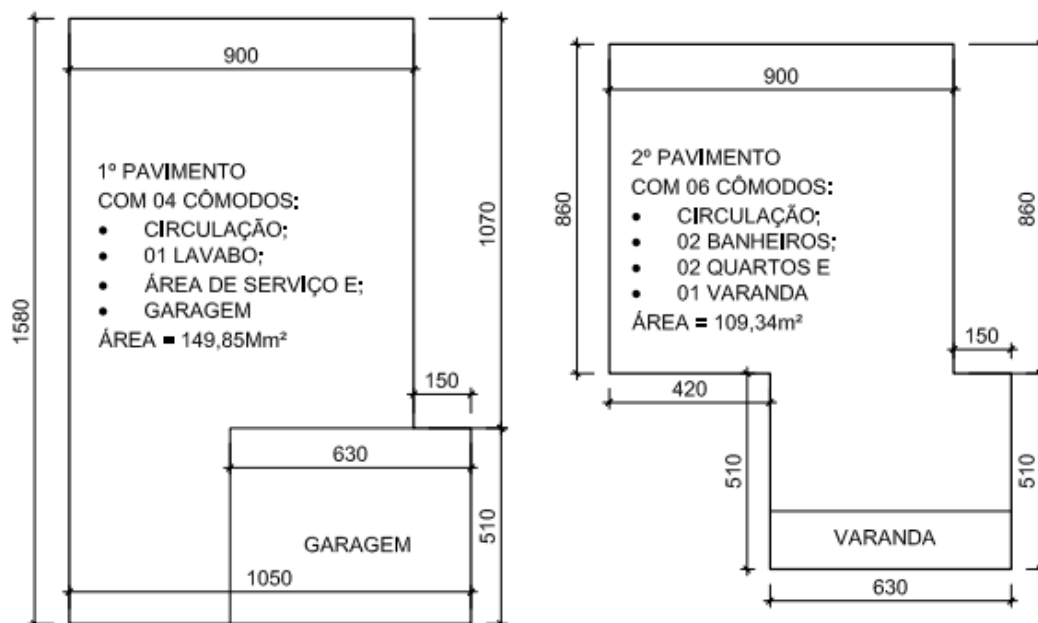 900
1º PAVIMENTO
COM 04 CÔMODOS:
• CIRCULAÇÃO;
• 01 LAVABO;
• ÁREA DE SERVIÇO E;
• GARAGEM
ÁREA = 149,85Mm²
1580
1070
150
630
510
GARAGEM
1050
900
2º PAVIMENTO
COM 06 CÔMODOS:
• CIRCULAÇÃO;
• 02 BANHEIROS;
• 02 QUARTOS E
• 01 VARANDA
ÁREA = 109,34m²
860
860
150
420
510
510
VARANDA
630